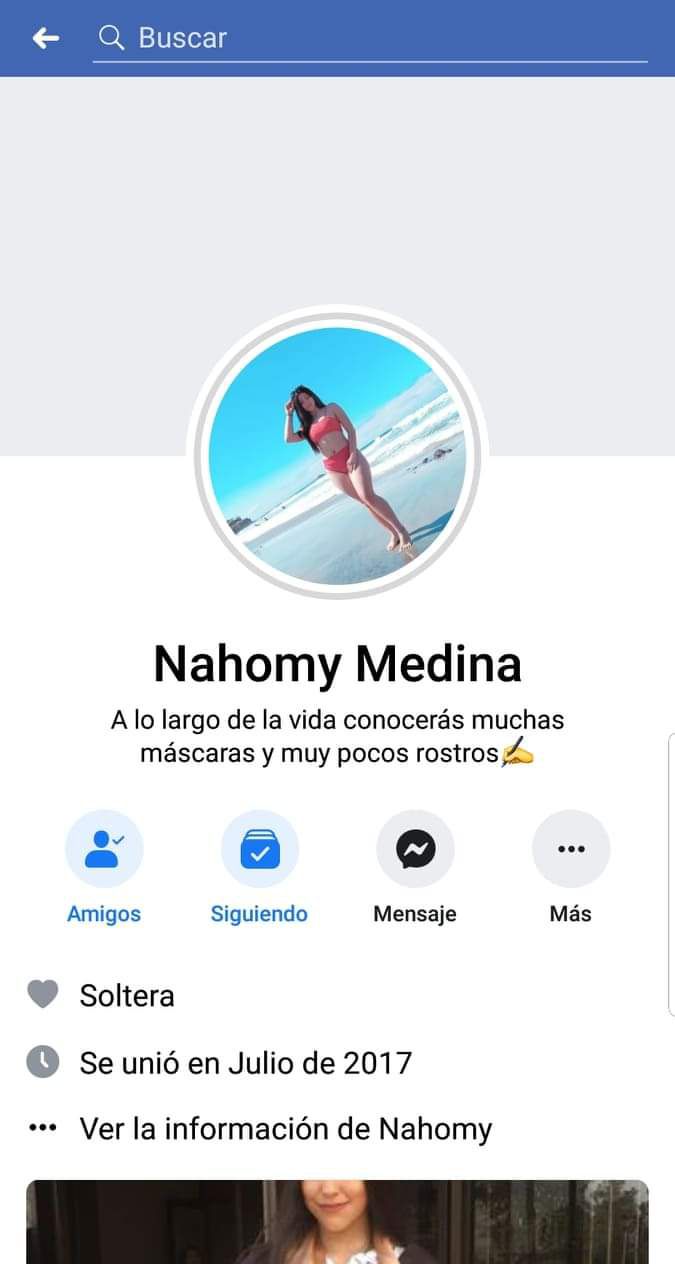 Buscar
Nahomy Medina
A lo largo de la vida conocerás muchas
máscaras y muy pocos rostros✍️
Amigos
Siguiendo
Mensaje
Más
Soltera
Se unió en Julio de 2017
Ver la información de Nahomy